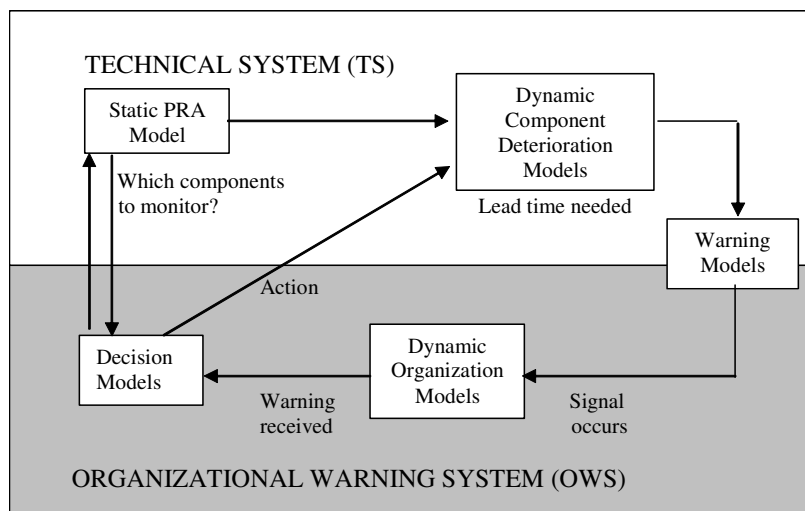 TECHNICAL SYSTEM (TS)
Static PRA
Model
Dynamic
Component
Deterioration
Models
Which components
to monitor?
Lead time needed
Warning
Models
Action
Decision
Models
Dynamic
Organization
Models
Warning
received
Signal
occurs
ORGANIZATIONAL WARNING SYSTEM (OWS)